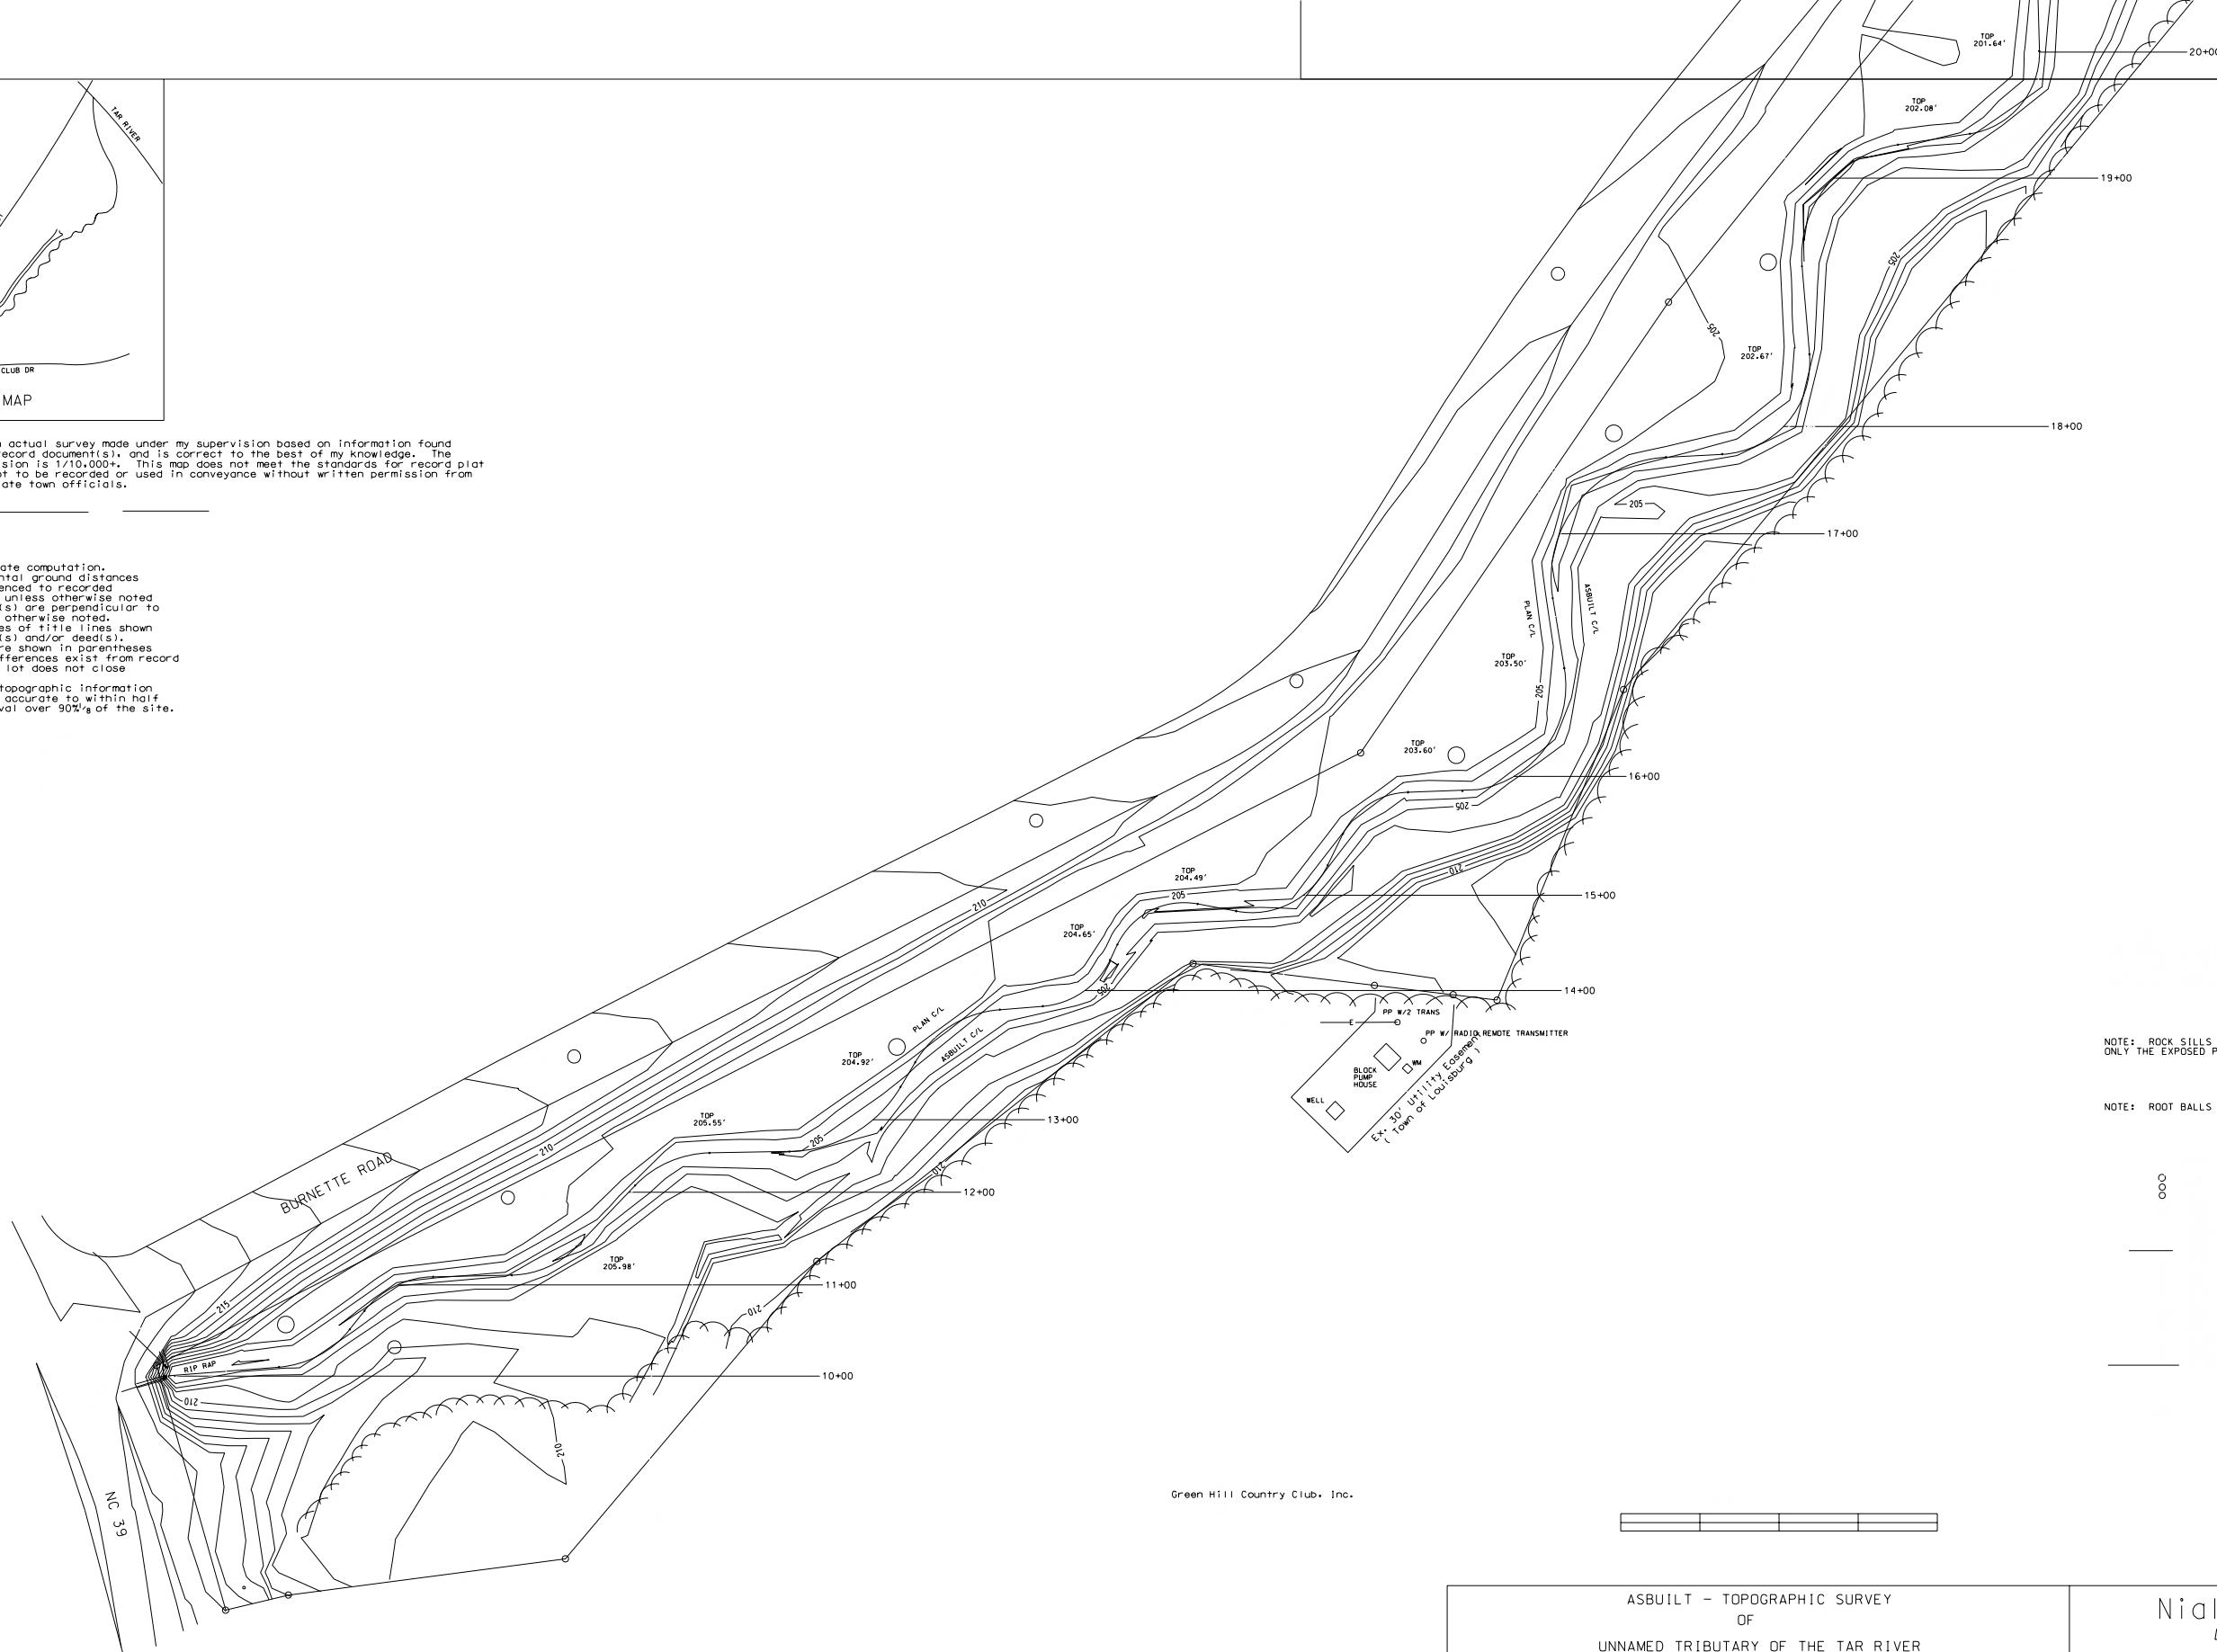 TAR RIVER
CLUB DR
MAP
actual survey made under my supervision based on information found
record document(s), and is correct to the best of my knowledge. The
sion is 1/10,000+. This map does not meet the standards for record plat
to be recorded or used in conveyance without written permission from
ate town officials.
ate computation.
ntal ground distances
enced to recorded
unless otherwise noted
(s) are perpendicular to
otherwise noted.
es of title lines shown
(s) and/or deed(s).
re shown in parentheses
fferences exist from record
lot does not close
topographic information
accurate to within half
val over 90% of the site.
TOP
201.64'
20+00
TOP
202.08'
19+00
205
205
TOP
202.67'
18+00
205
17+00
PLAN C/L
ASBUILT C/L
TOP
203.50'
205
TOP
203.60'
16+00
205
TOP
204.49'
210
205
15+00
210
TOP
204.65'
205
14+00
PP W/2 TRANS
E
PP W/ RADIO REMOTE TRANSMITTER
BLOCK
PUMP
HOUSE
WM
WELL
Ex. 30' Utility Easement
( Town of Louisburg )
PLAN C/L
ASBUILT C/L
TOP
204.92'
NOTE: ROCK SILLS
ONLY THE EXPOSED P
NOTE: ROOT BALLS
TOP
205.55'
13+00
205
210
210
BURNETTE ROAD
12+00
TOP
205.98'
11+00
215
210
RIP RAP
10+00
210
210
NC 39
Green Hill Country Club, Inc.
ASBUILT - TOPOGRAPHIC SURVEY
OF
UNNAMED TRIBUTARY OF THE TAR RIVER
Nial